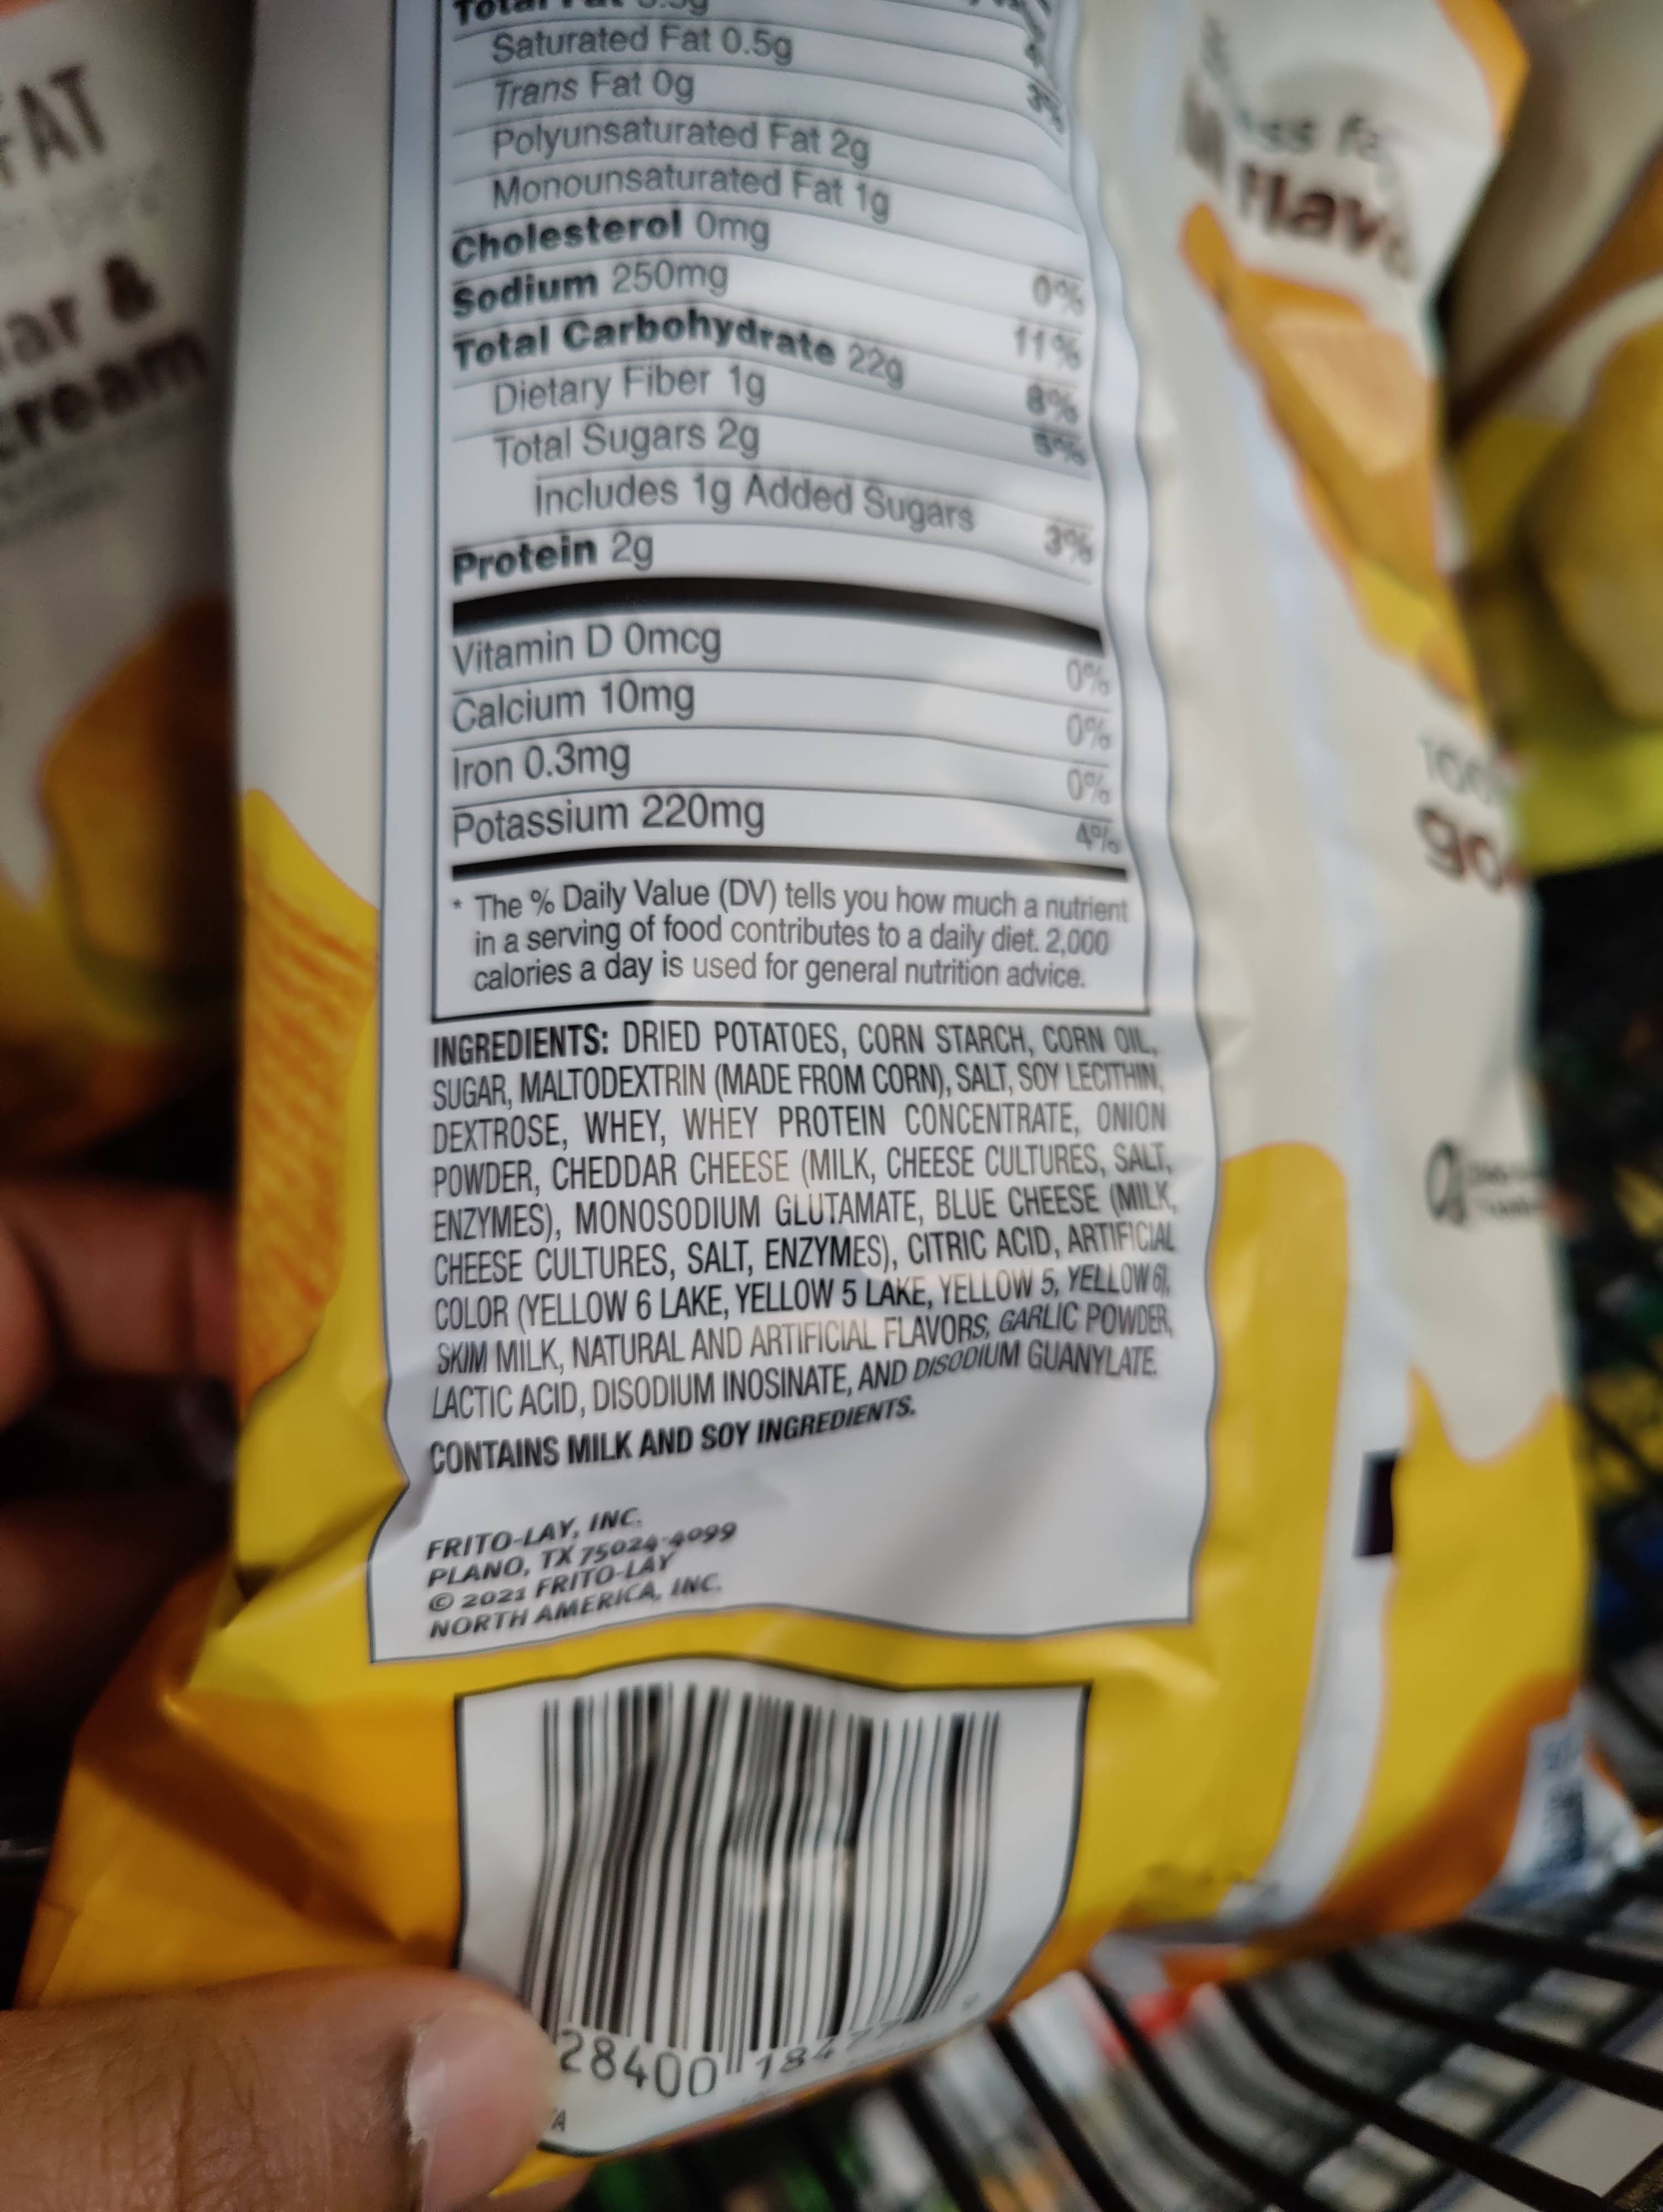 FAT
&
cream
Saturated Fat 0.5g
Trans Fat 0g
3%
Polyunsaturated Fat 2g
Monounsaturated Fat 1g
Cholesterol 0mg 0%
Sodium 250mg 11%
Total Carbohydrate 22g 8%
Dietary Fiber 1g 5%
Total Sugars 2g
Includes 1g Added Sugars 3%
Protein 2g
Vitamin D 0mcg 0%
Calcium 10mg 0%
Iron 0.3mg 0%
Potassium 220mg 4%
* The % Daily Value (DV) tells you how much a nutrient
in a serving of food contributes to a daily diet. 2,000
calories a day is used for general nutrition advice.
INGREDIENTS: DRIED POTATOES, CORN STARCH, CORN OIL,
SUGAR, MALTODEXTRIN (MADE FROM CORN), SALT, SOY LECITHIN,
DEXTROSE, WHEY, WHEY PROTEIN CONCENTRATE, ONION
POWDER, CHEDDAR CHEESE (MILK, CHEESE CULTURES, SALT,
ENZYMES), MONOSODIUM GLUTAMATE, BLUE CHEESE (MILK,
CHEESE CULTURES, SALT, ENZYMES), CITRIC ACID, ARTIFICIAL
COLOR (YELLOW 6 LAKE, YELLOW 5 LAKE, YELLOW 5, YELLOW 6),
SKIM MILK, NATURAL AND ARTIFICIAL FLAVORS, GARLIC POWDER,
LACTIC ACID, DISODIUM INOSINATE, AND DISODIUM GUANYLATE.
CONTAINS MILK AND SOY INGREDIENTS.
FRITO-LAY, INC.
PLANO, TX 75024-4099
© 2021 FRITO-LAY
NORTH AMERICA, INC.
28400